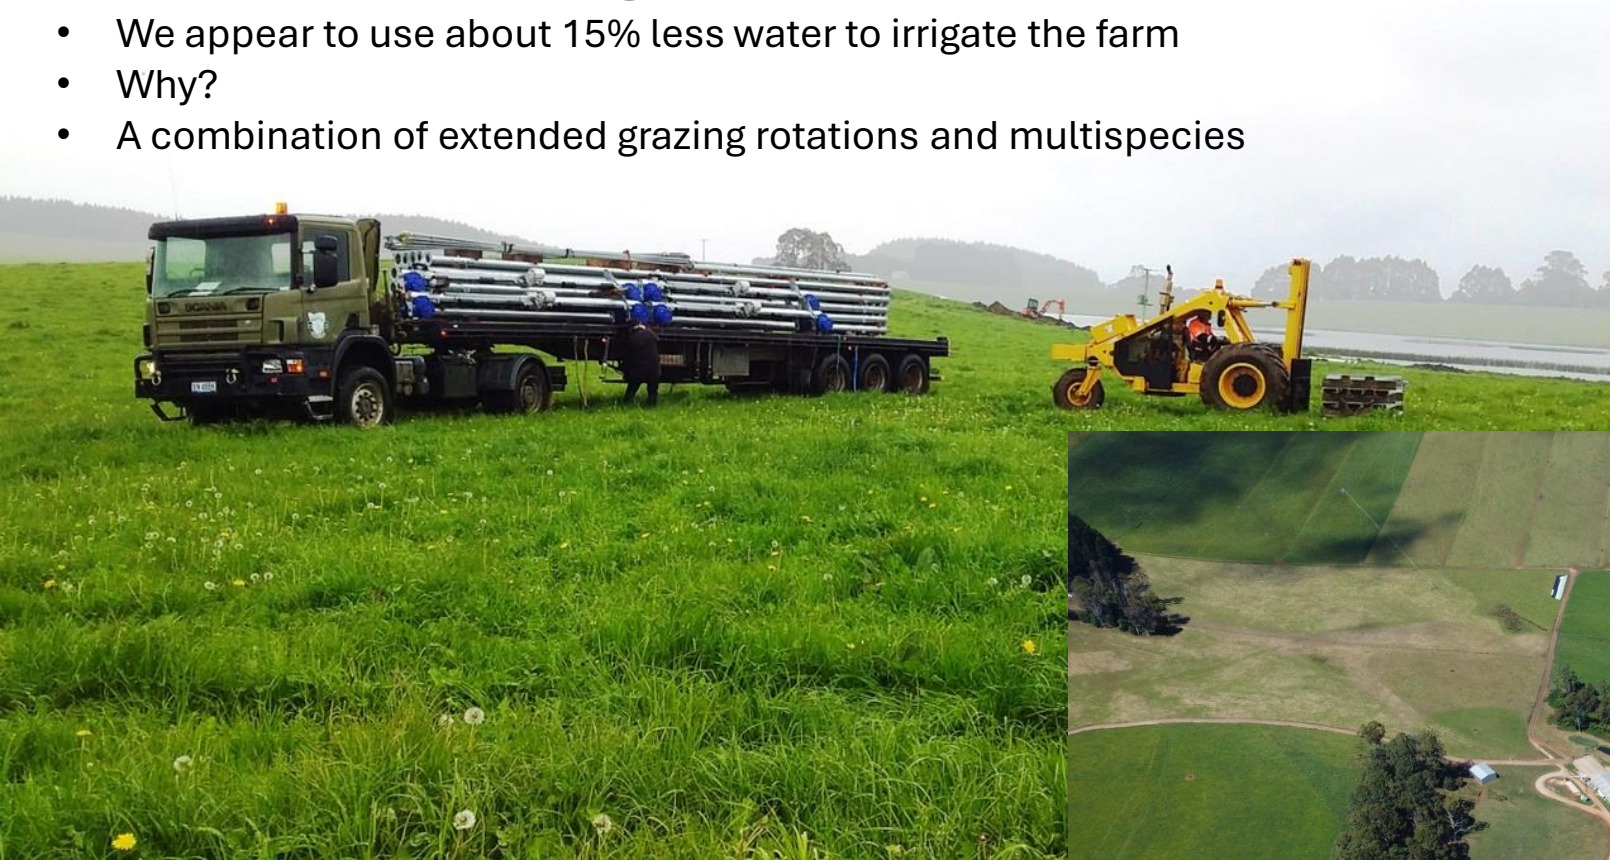 • We appear to use about 15% less water to irrigate the farm
• Why?
• A combination of extended grazing rotations and multispecies
SCANIA